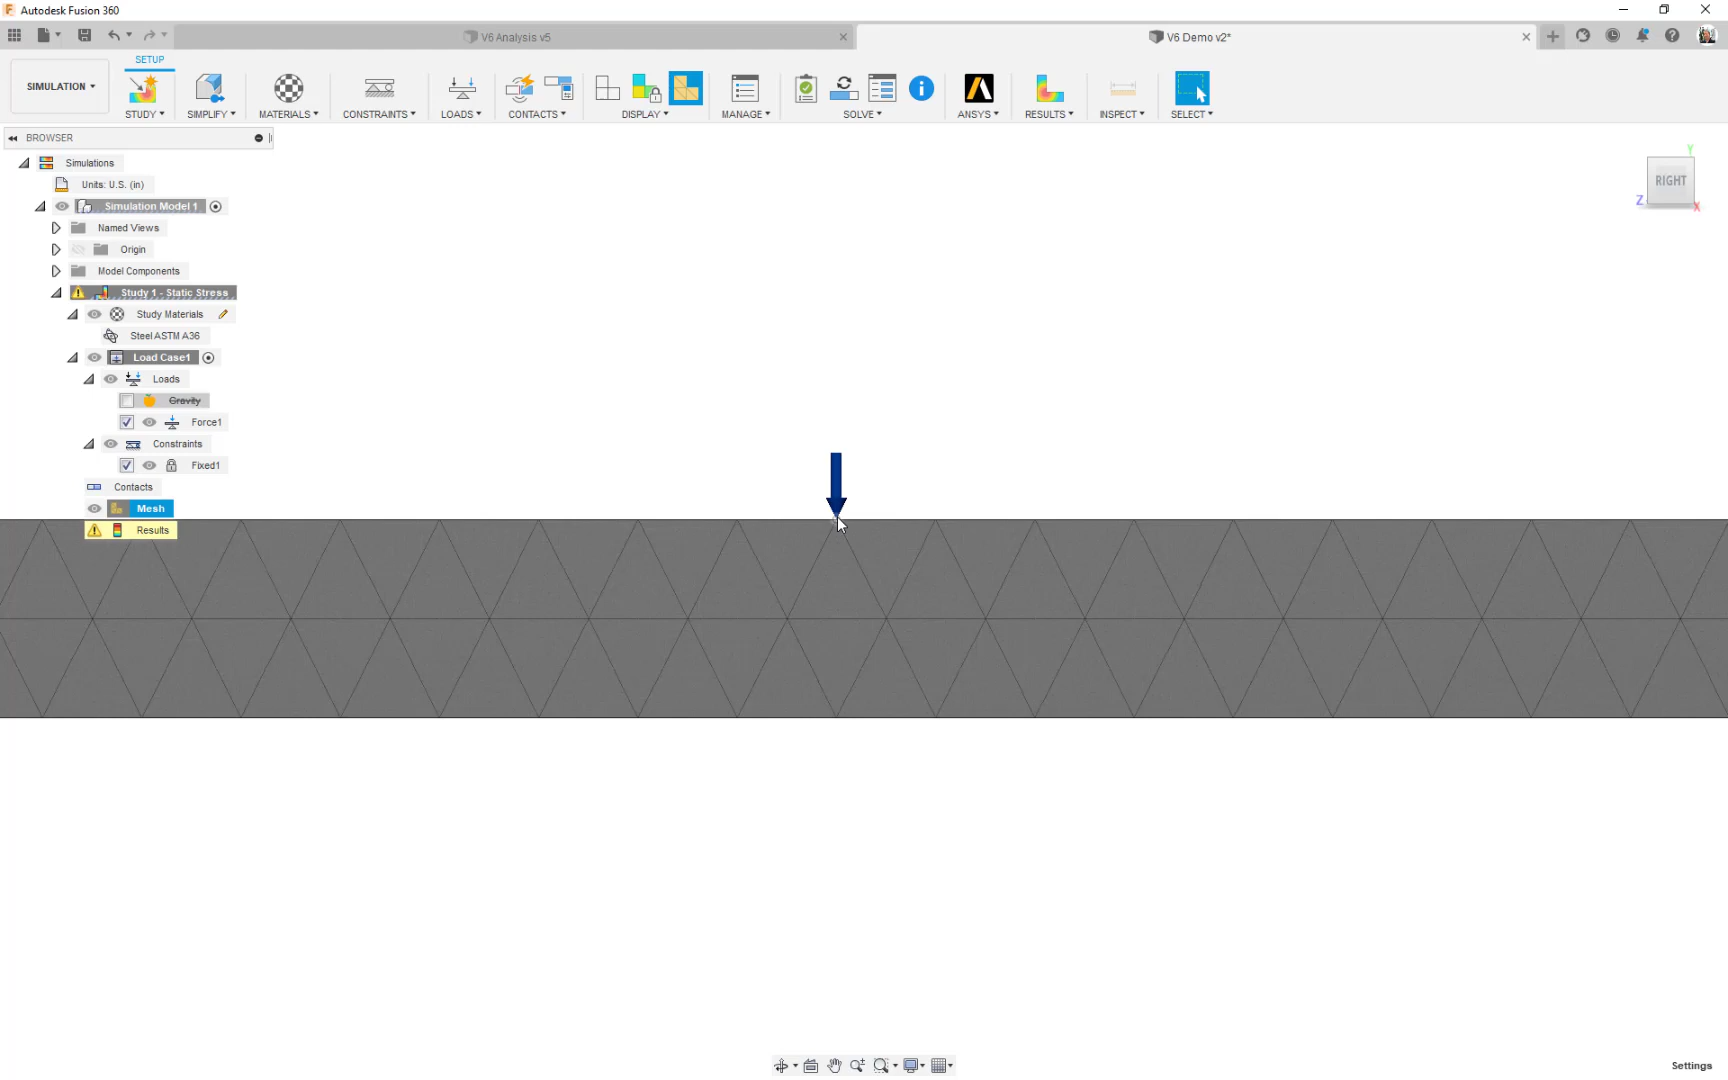 Autodesk Fusion 360
V6 Analysis v5
V6 Demo v2*
SETUP
SIMULATION
STUDY
SIMPLIFY
MATERIALS
CONSTRAINTS
LOADS
CONTACTS
DISPLAY
MANAGE
SOLVE
ANSYS
RESULTS
INSPECT
SELECT
BROWSER
Simulations
Units: U.S. (in)
Simulation Model 1
Named Views
Origin
Model Components
Study 1 - Static Stress
Study Materials
Steel ASTM A36
Load Case1
Loads
Gravity
Force1
Constraints
Fixed1
Contacts
Mesh
Results
Y
RIGHT
Z
X
Settings